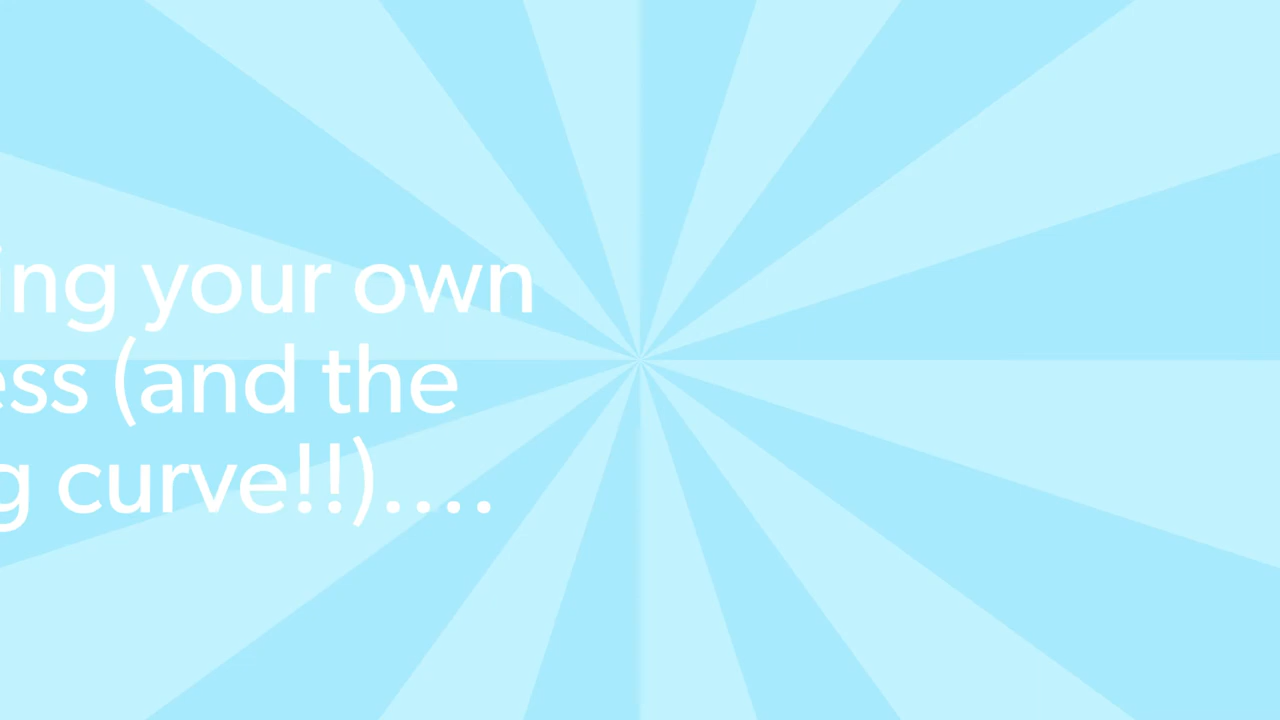 ing your own
ess (and the
g curve!!)....